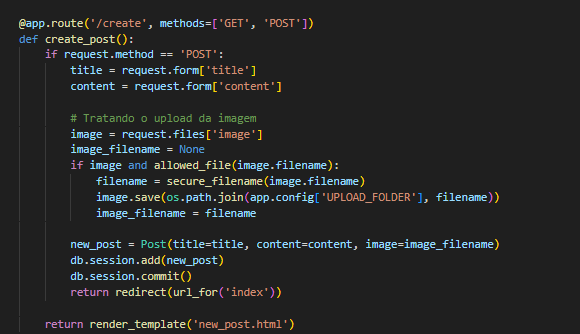 @app.route('/create', methods=['GET', 'POST'])
def create_post():
    if request.method == 'POST':
        title = request.form['title']
        content = request.form['content']

        # Tratando o upload da imagem
        image = request.files['image']
        image_filename = None
        if image and allowed_file(image.filename):
            filename = secure_filename(image.filename)
            image.save(os.path.join(app.config['UPLOAD_FOLDER'], filename))
            image_filename = filename

        new_post = Post(title=title, content=content, image=image_filename)
        db.session.add(new_post)
        db.session.commit()
        return redirect(url_for('index'))

    return render_template('new_post.html')